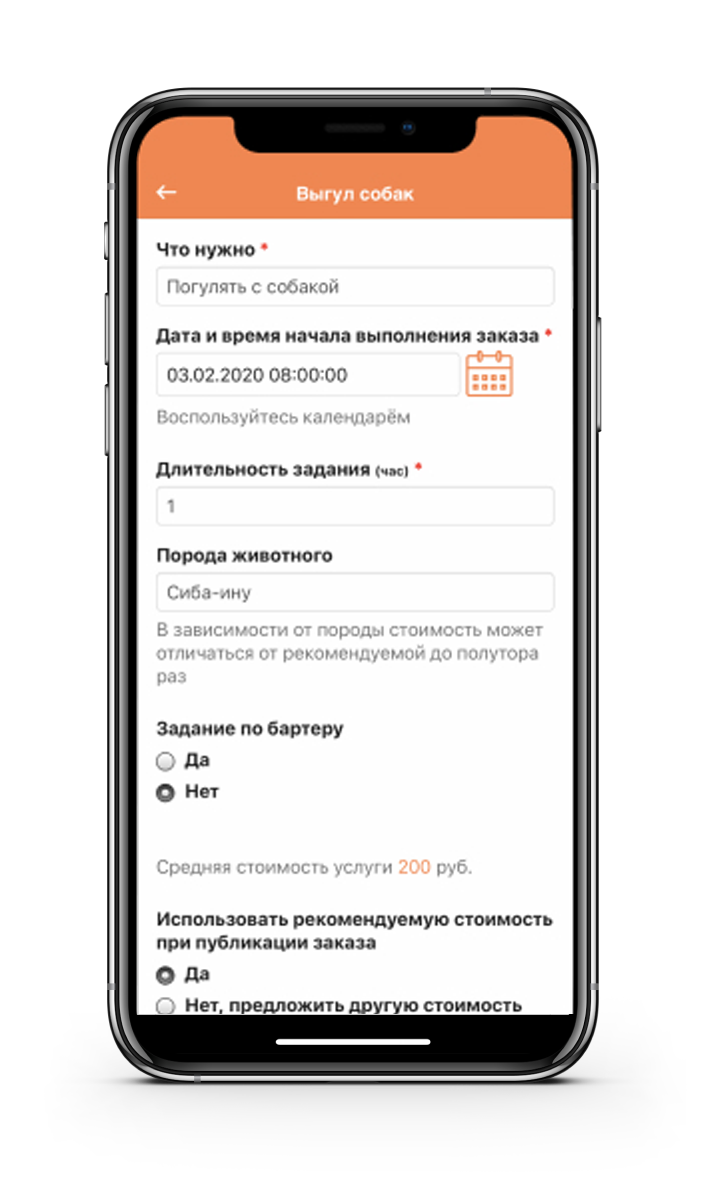 Выгул собак
Что нужно *
Погулять с собакой
Дата и время начала выполнения заказа *
03.02.2020 08:00:00
Воспользуйтесь календарём
Длительность задания (час) *
1
Порода животного
Сиба-ину
В зависимости от породы стоимость может
отличаться от рекомендуемой до полутора
раз
Задание по бартеру
Да
Нет
Средняя стоимость услуги 200 руб.
Использовать рекомендуемую стоимость
при публикации заказа
Да
Нет, предложить другую стоимость